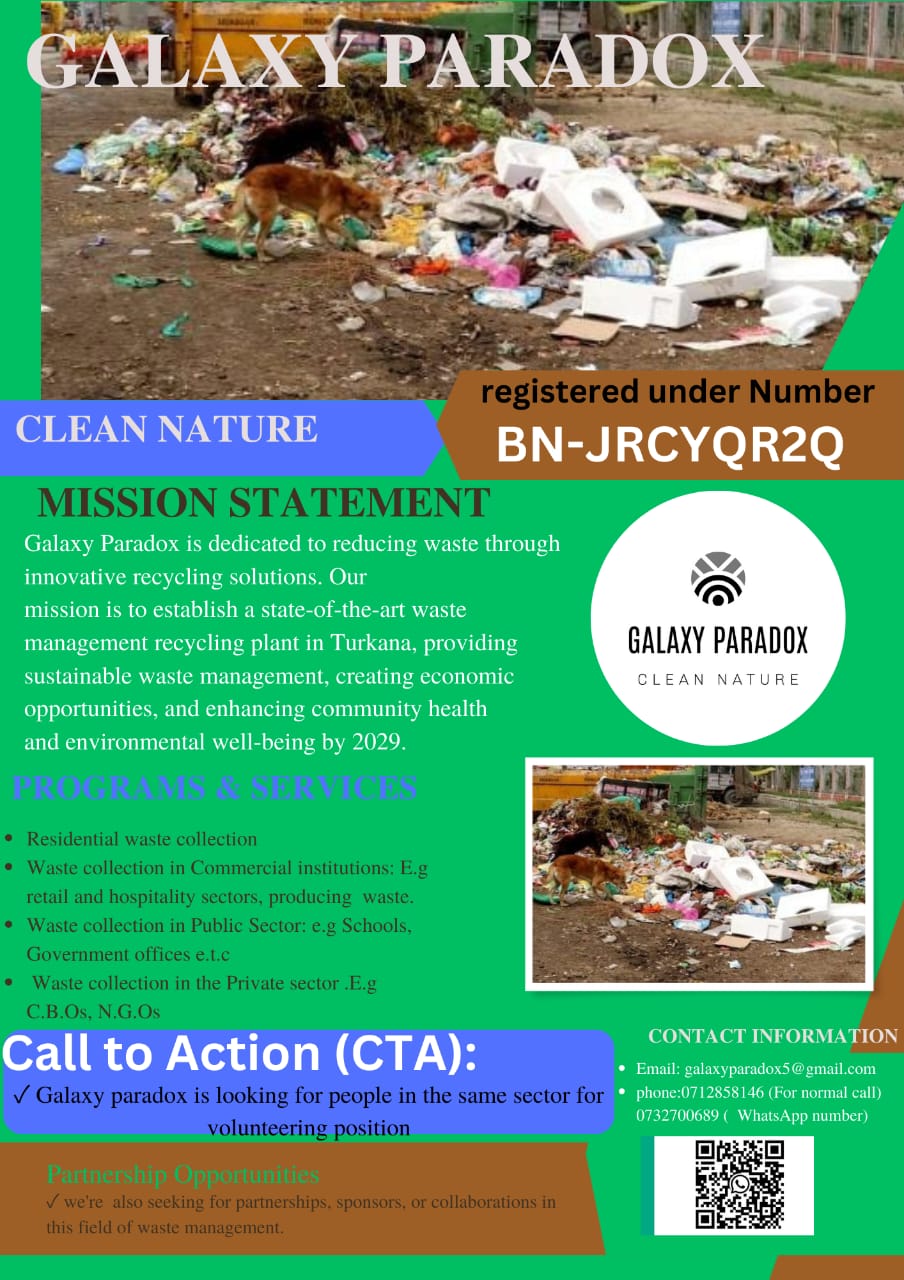 GALAXY PARADOX
registered under Number
BN-JRCYQR2Q
CLEAN NATURE
MISSION STATEMENT
Galaxy Paradox is dedicated to reducing waste through
innovative recycling solutions. Our
mission is to establish a state-of-the-art waste
management recycling plant in Turkana, providing
sustainable waste management, creating economic
opportunities, and enhancing community health
and environmental well-being by 2029.
GALAXY PARADOX
CLEAN NATURE
PROGRAMS & SERVICES
• Residential waste collection
• Waste collection in Commercial institutions: E.g
retail and hospitality sectors, producing waste.
• Waste collection in Public Sector: e.g Schools,
Government offices e.t.c
• Waste collection in the Private sector .E.g
C.B.Os, N.G.Os
Call to Action (CTA):
✓ Galaxy paradox is looking for people in the same sector for
volunteering position
CONTACT INFORMATION
• Email: galaxyparadox5@gmail.com
• phone:0712858146 (For normal call)
0732700689 ( WhatsApp number)
Partnership Opportunities
✓ we're also seeking for partnerships, sponsors, or collaborations in
this field of waste management.